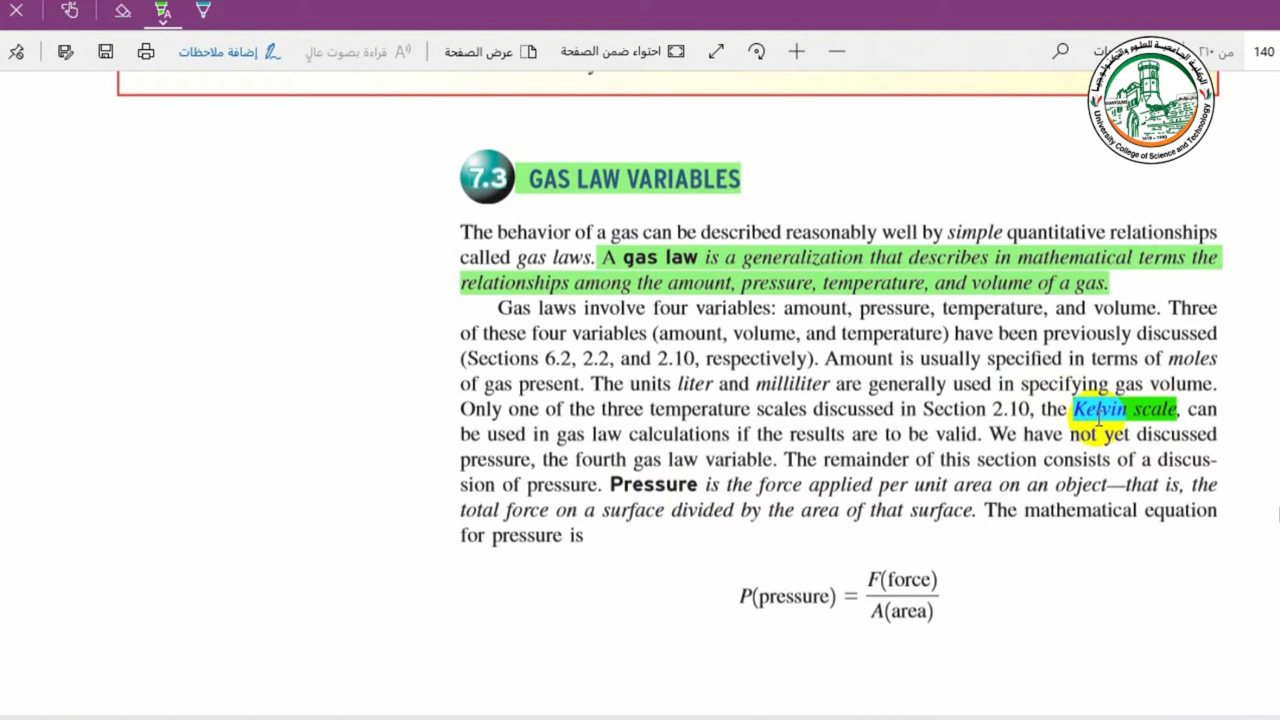 إضافة ملاحظات
قراءة بصوت عالٍ
عرض الصفحة
احتواء ضمن الصفحة
من ٢١٠
140
الكلية الجامعية للعلوم والتكنولوجيا
University College of Science and Technology
7.3 GAS LAW VARIABLES
The behavior of a gas can be described reasonably well by simple quantitative relationships
called gas laws. A gas law is a generalization that describes in mathematical terms the
relationships among the amount, pressure, temperature, and volume of a gas.
Gas laws involve four variables: amount, pressure, temperature, and volume. Three
of these four variables (amount, volume, and temperature) have been previously discussed
(Sections 6.2, 2.2, and 2.10, respectively). Amount is usually specified in terms of moles
of gas present. The units liter and milliliter are generally used in specifying gas volume.
Only one of the three temperature scales discussed in Section 2.10, the Kelvin scale, can
be used in gas law calculations if the results are to be valid. We have not yet discussed
pressure, the fourth gas law variable. The remainder of this section consists of a discus-
sion of pressure. Pressure is the force applied per unit area on an object—that is, the
total force on a surface divided by the area of that surface. The mathematical equation
for pressure is
P(pressure) = F(force)
A(area)